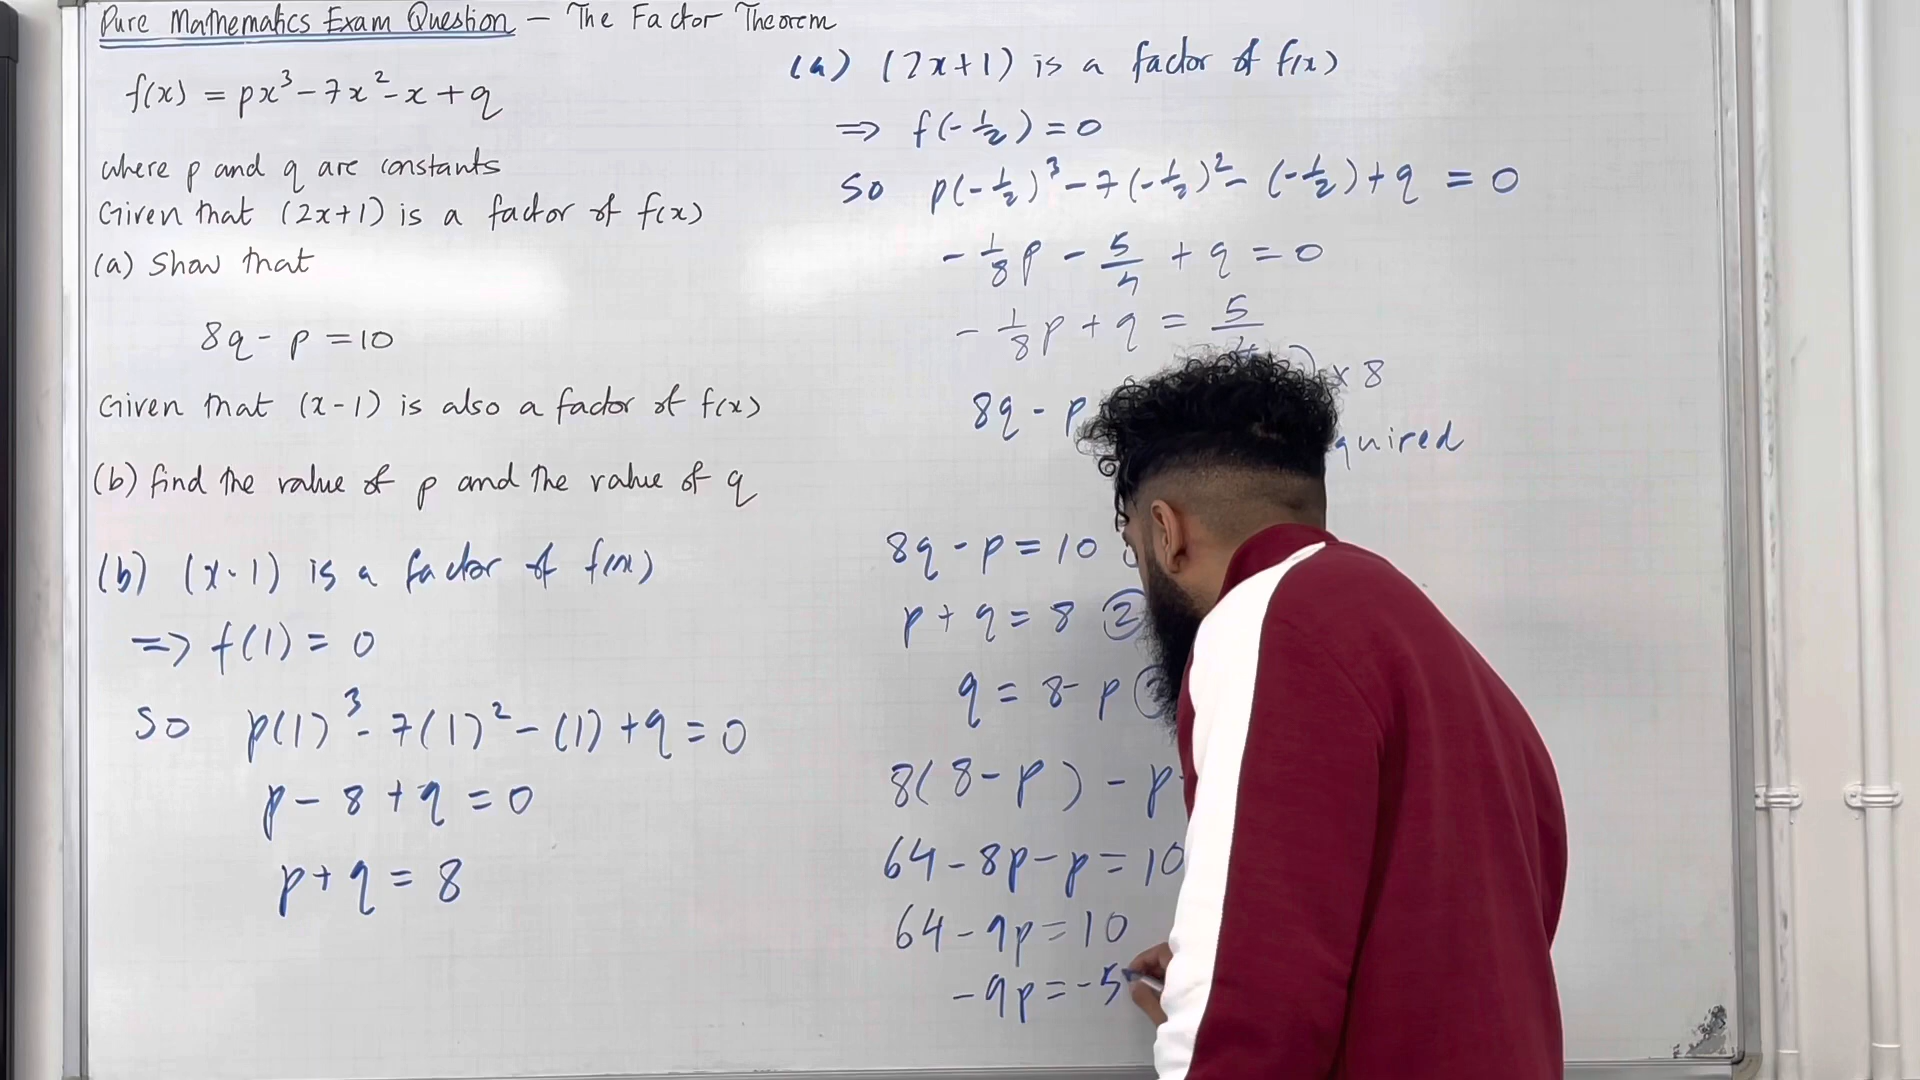 Pure Mathematics Exam Question - The Factor Theorem
f(x) = px³ - 7x² - x + q
where p and q are constants
Given that (2x+1) is a factor of f(x)
(a) Show that
8q - p = 10
Given that (x-1) is also a factor of f(x)
(b) find the value of p and the value of q
(b) (x-1) is a factor of f(x)
=> f(1) = 0
So p(1)³ - 7(1)² - (1) + q = 0
p - 8 + q = 0
p + q = 8
(a) (2x+1) is a factor of f(x)
=> f(-1/2) = 0
So p(-1/2)³ - 7(-1/2)² - (-1/2) + q = 0
-1/8 p - 5/4 + q = 0
-1/8 p + q = 5/4
× 8
8q - p
8q - p = 10
p + q = 8 ②
q = 8 - p
8(8 - p) - p
64 - 8p - p = 10
64 - 9p = 10
-9p = -5